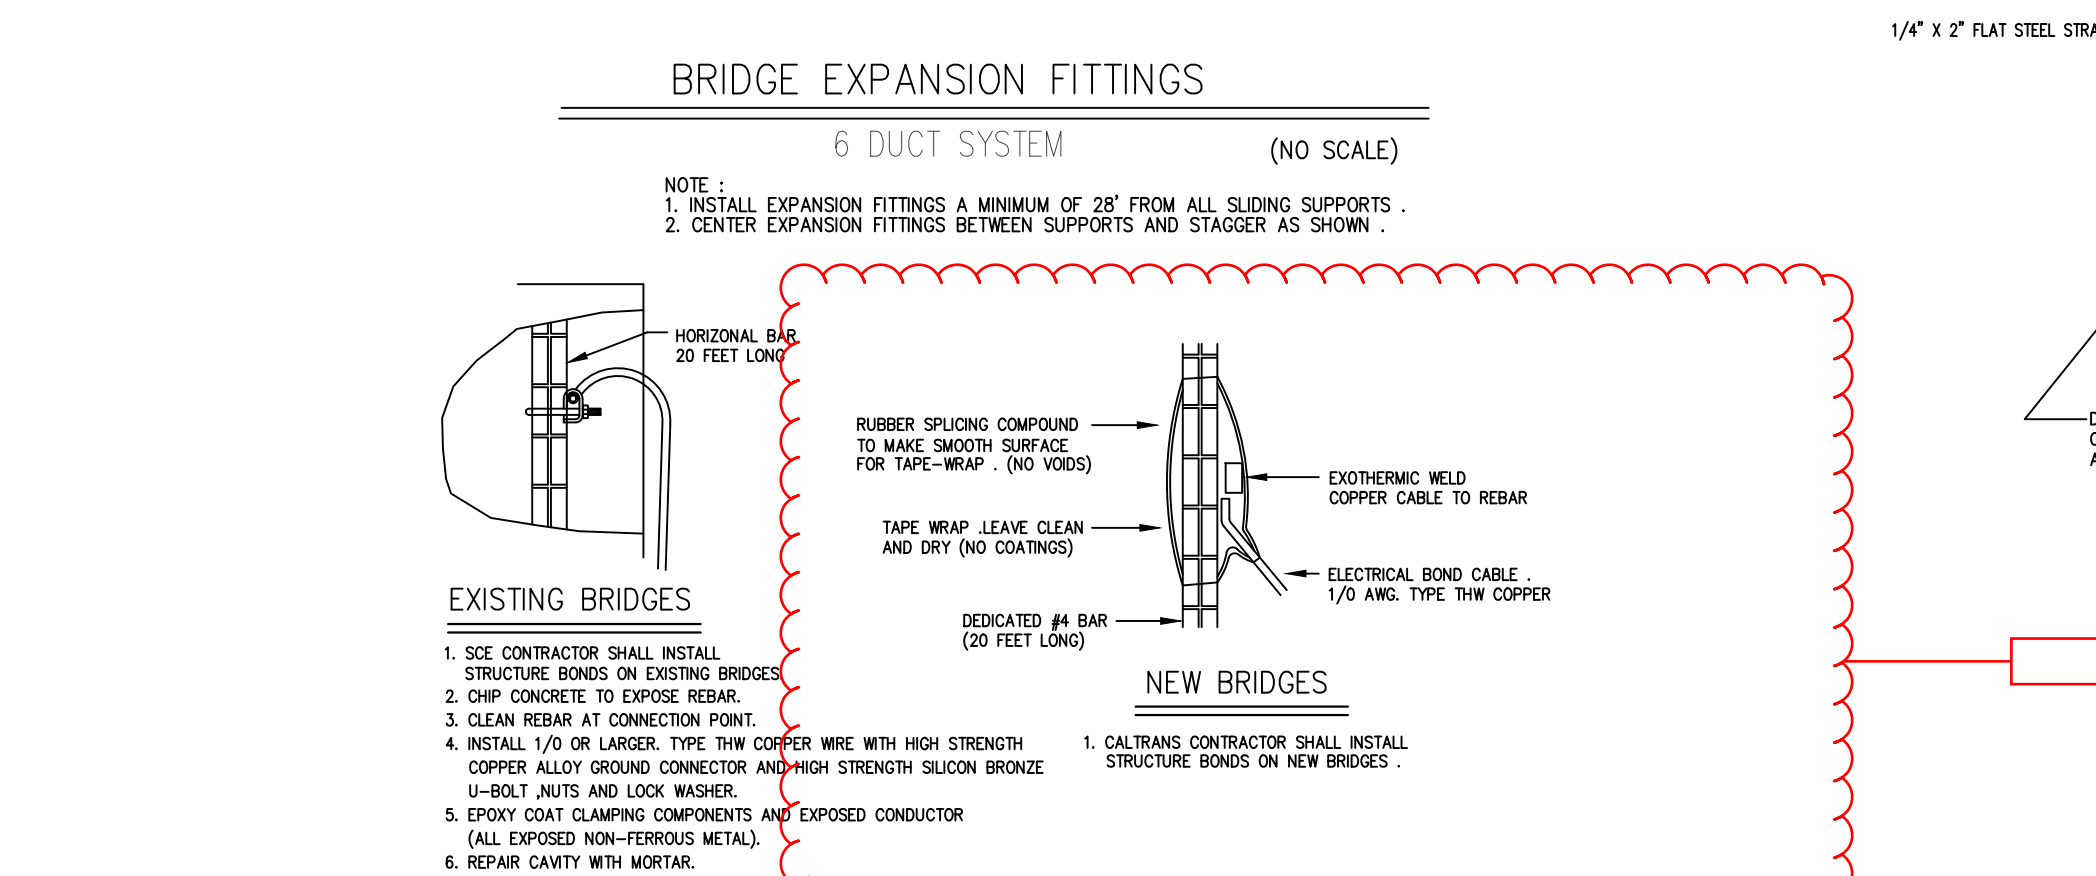 1/4" X 2" FLAT STEEL
BRIDGE EXPANSION FITTINGS
6 DUCT SYSTEM
(NO SCALE)
NOTE :
1. INSTALL EXPANSION FITTINGS A MINIMUM OF 28' FROM ALL SLIDING SUPPORTS .
2. CENTER EXPANSION FITTINGS BETWEEN SUPPORTS AND STAGGER AS SHOWN .
HORIZONAL BAR
20 FEET LONG
EXISTING BRIDGES
1. SCE CONTRACTOR SHALL INSTALL
STRUCTURE BONDS ON EXISTING BRIDGES
2. CHIP CONCRETE TO EXPOSE REBAR.
3. CLEAN REBAR AT CONNECTION POINT.
4. INSTALL 1/0 OR LARGER. TYPE THW COPPER WIRE WITH HIGH STRENGTH
COPPER ALLOY GROUND CONNECTOR AND HIGH STRENGTH SILICON BRONZE
U-BOLT ,NUTS AND LOCK WASHER.
5. EPOXY COAT CLAMPING COMPONENTS AND EXPOSED CONDUCTOR
(ALL EXPOSED NON-FERROUS METAL).
6. REPAIR CAVITY WITH MORTAR.
RUBBER SPLICING COMPOUND
TO MAKE SMOOTH SURFACE
FOR TAPE-WRAP . (NO VOIDS)
TAPE WRAP .LEAVE CLEAN
AND DRY (NO COATINGS)
DEDICATED #4 BAR
(20 FEET LONG)
EXOTHERMIC WELD
COPPER CABLE TO REBAR
ELECTRICAL BOND CABLE .
1/0 AWG. TYPE THW COPPER
NEW BRIDGES
1. CALTRANS CONTRACTOR SHALL INSTALL
STRUCTURE BONDS ON NEW BRIDGES .